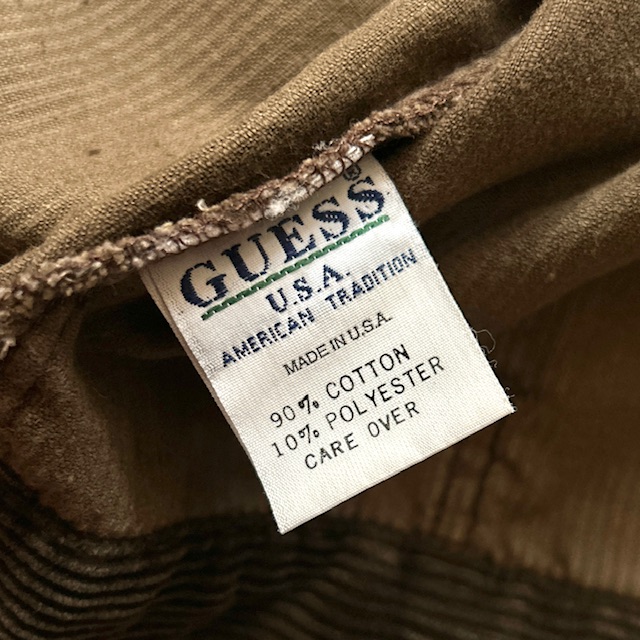 GUESS®
U.S.A.
AMERICAN TRADITION
MADE IN U.S.A.
90% COTTON
10% POLYESTER
CARE OVER